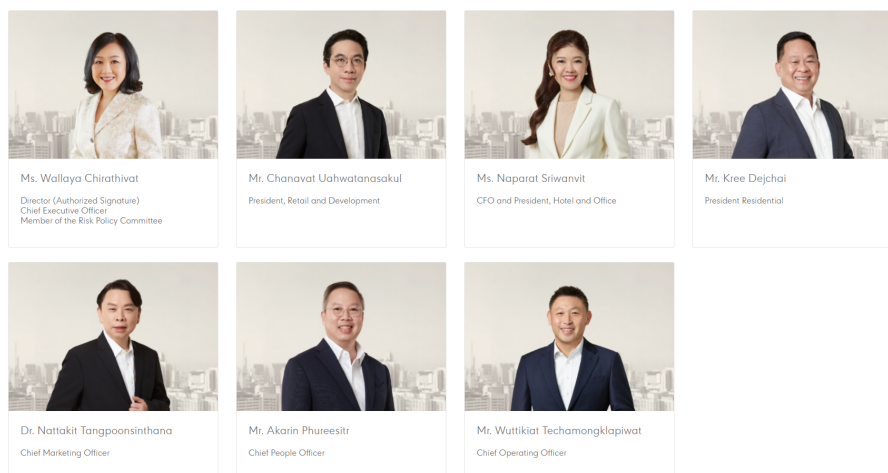 Ms. Wallaya Chirathivat
Director (Authorized Signature)
Chief Executive Officer
Member of the Risk Policy Committee
Mr. Chanavat Uahwatanasakul
President, Retail and Development
Ms. Naparat Sriwanvit
CFO and President, Hotel and Office
Mr. Kree Dejchai
President Residential
Dr. Nattakit Tangpoonsinthana
Chief Marketing Officer
Mr. Akarin Phureesitr
Chief People Officer
Mr. Wuttikiat Techamongklapiwat
Chief Operating Officer